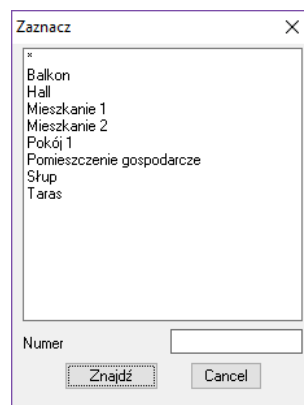 Zaznacz
*
Balkon
Hall
Mieszkanie 1
Mieszkanie 2
Pokój 1
Pomieszczenie gospodarcze
Słup
Taras
Numer
Znajdź Cancel